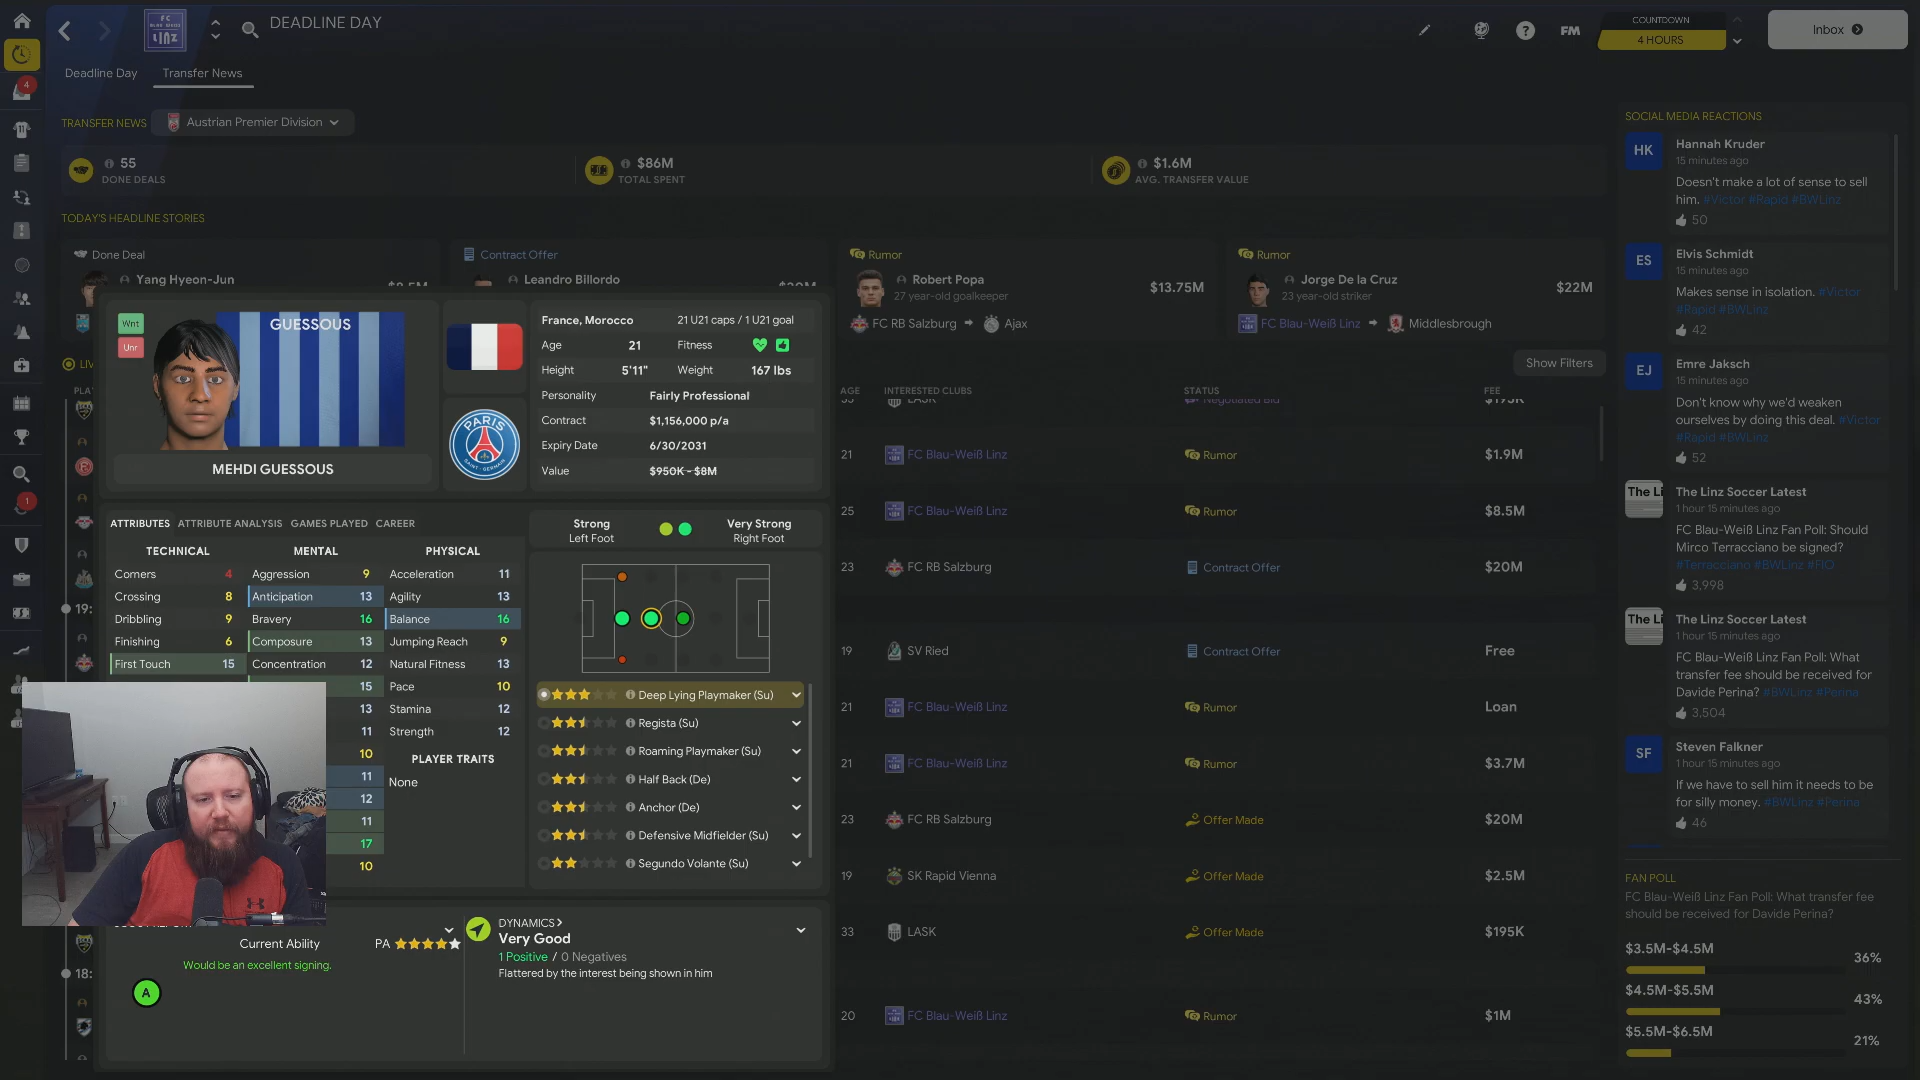 DEADLINE DAY
COUNTDOWN
4 HOURS
Inbox
FM
Deadline Day
Transfer News
4
1
TRANSFER NEWS
Austrian Premier Division
55
DONE DEALS
$86M
TOTAL SPENT
$1.6M
AVG. TRANSFER VALUE
TODAY'S HEADLINE STORIES
Done Deal
Yang Hyeon-Jun
Contract Offer
Leandro Billordo
Rumor
Robert Popa
27 year-old goalkeeper
$13.75M
FC RB Salzburg
Ajax
Rumor
Jorge De la Cruz
23 year-old striker
$22M
FC Blau-Weiß Linz
Middlesbrough
Show Filters
Wnt
Unr
GUESSOUS
MEHDI GUESSOUS
PARIS
France, Morocco
21 U21 caps / 1 U21 goal
Age 21
Fitness
Height 5'11"
Weight 167 lbs
Personality Fairly Professional
Contract $1,156,000 p/a
Expiry Date 6/30/2031
Value $950K - $8M
ATTRIBUTES ATTRIBUTE ANALYSIS GAMES PLAYED CAREER
TECHNICAL MENTAL PHYSICAL
Corners 4 Aggression 9 Acceleration 11
Crossing 8 Anticipation 13 Agility 13
Dribbling 9 Bravery 16 Balance 16
Finishing 6 Composure 13 Jumping Reach 9
First Touch 15 Concentration 12 Natural Fitness 13
15 Pace 10
13 Stamina 12
11 Strength 12
10
11
12
11
17
10
PLAYER TRAITS
None
Strong
Left Foot
Very Strong
Right Foot
Deep Lying Playmaker (Su)
Regista (Su)
Roaming Playmaker (Su)
Half Back (De)
Anchor (De)
Defensive Midfielder (Su)
Segundo Volante (Su)
Current Ability
PA
Would be an excellent signing.
A
DYNAMICS
Very Good
1 Positive / 0 Negatives
Flattered by the interest being shown in him
AGE INTERESTED CLUBS STATUS FEE
33 LASK Negotiated Bid $195K
21 FC Blau-Weiß Linz Rumor $1.9M
25 FC Blau-Weiß Linz Rumor $8.5M
23 FC RB Salzburg Contract Offer $20M
19 SV Ried Contract Offer Free
21 FC Blau-Weiß Linz Rumor Loan
21 FC Blau-Weiß Linz Rumor $3.7M
23 FC RB Salzburg Offer Made $20M
19 SK Rapid Vienna Offer Made $2.5M
33 LASK Offer Made $195K
20 FC Blau-Weiß Linz Rumor $1M
19:
18:
SOCIAL MEDIA REACTIONS
HK
Hannah Kruder
15 minutes ago
Doesn't make a lot of sense to sell
him. #Victor #Rapid #BWLinz
50
ES
Elvis Schmidt
15 minutes ago
Makes sense in isolation. #Victor
#Rapid #BWLinz
42
EJ
Emre Jaksch
15 minutes ago
Don't know why we'd weaken
ourselves by doing this deal. #Victor
#Rapid #BWLinz
52
The Li
The Linz Soccer Latest
1 hour 15 minutes ago
FC Blau-Weiß Linz Fan Poll: Should
Mirco Terracciano be signed?
#Terracciano #BWLinz #FIO
3,998
The Li
The Linz Soccer Latest
1 hour 15 minutes ago
FC Blau-Weiß Linz Fan Poll: What
transfer fee should be received for
Davide Perina? #BWLinz #Perina
3,504
SF
Steven Falkner
1 hour 15 minutes ago
If we have to sell him it needs to be
for silly money. #BWLinz #Perina
46
FAN POLL
FC Blau-Weiß Linz Fan Poll: What transfer fee
should be received for Davide Perina?
$3.5M-$4.5M
36%
$4.5M-$5.5M
43%
$5.5M-$6.5M
21%